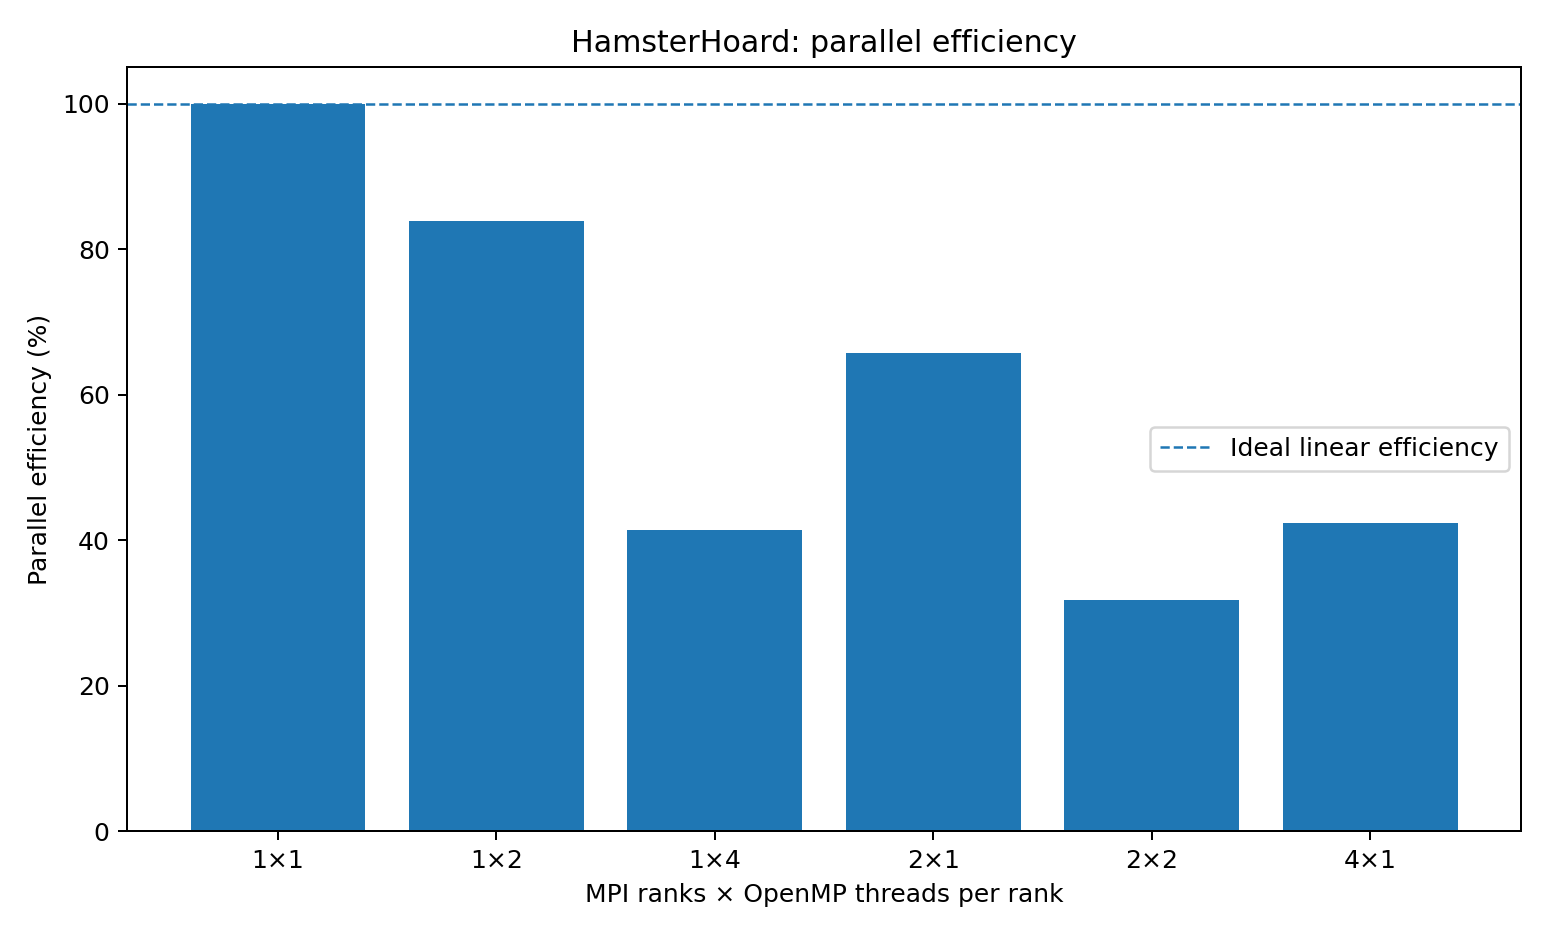 HamsterHoard: parallel efficiency
Parallel efficiency (%)
100
80
60
40
20
0
Ideal linear efficiency
1×1 1×2 1×4 2×1 2×2 4×1
MPI ranks × OpenMP threads per rank